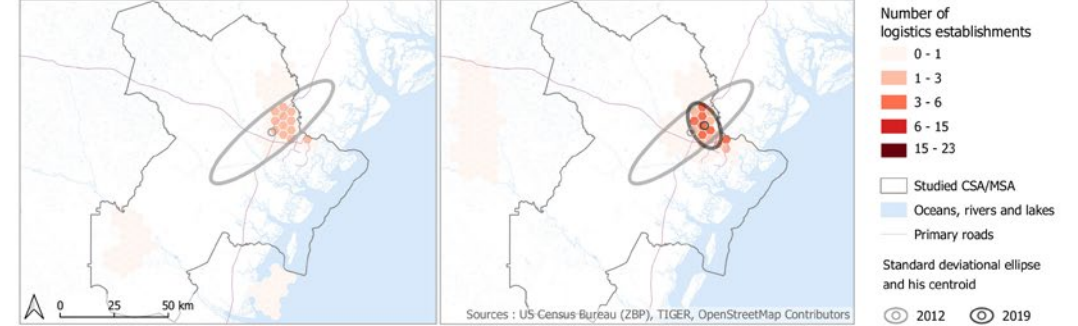 Number of
logistics establishments
0 - 1
1 - 3
3 - 6
6 - 15
15 - 23
Studied CSA/MSA
Oceans, rivers and lakes
Primary roads
Standard deviational ellipse
and his centroid
2012 2019
0 25 50 km
Sources : US Census Bureau (ZBP), TIGER, OpenStreetMap Contributors